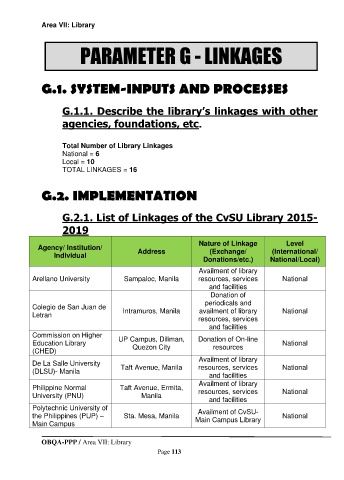 Area VII: Library
PARAMETER G - LINKAGES
G.1. SYSTEM-INPUTS AND PROCESSES
G.1.1. Describe the library's linkages with other
agencies, foundations, etc.
Total Number of Library Linkages
National = 6
Local = 10
TOTAL LINKAGES = 16
G.2. IMPLEMENTATION
G.2.1. List of Linkages of the CvSU Library 2015-
2019
Agency/ Institution/
Individual
Address
Nature of Linkage
(Exchange/
Donations/etc.)
Level
(International/
National/Local)
Arellano University
Sampaloc, Manila
Availment of library
resources, services
and facilities
National
Colegio de San Juan de
Letran
Intramuros, Manila
Donation of
periodicals and
availment of library
resources, services
and facilities
National
Commission on Higher
Education Library
(CHED)
UP Campus, Diliman,
Quezon City
Donation of On-line
resources
National
De La Salle University
(DLSU)- Manila
Taft Avenue, Manila
Availment of library
resources, services
and facilities
National
Philippine Normal
University (PNU)
Taft Avenue, Ermita,
Manila
Availment of library
resources, services
and facilities
National
Polytechnic University of
the Philippines (PUP) –
Main Campus
Sta. Mesa, Manila
Availment of CvSU-
Main Campus Library
National
OBQA-PPP / Area VII: Library
Page 113